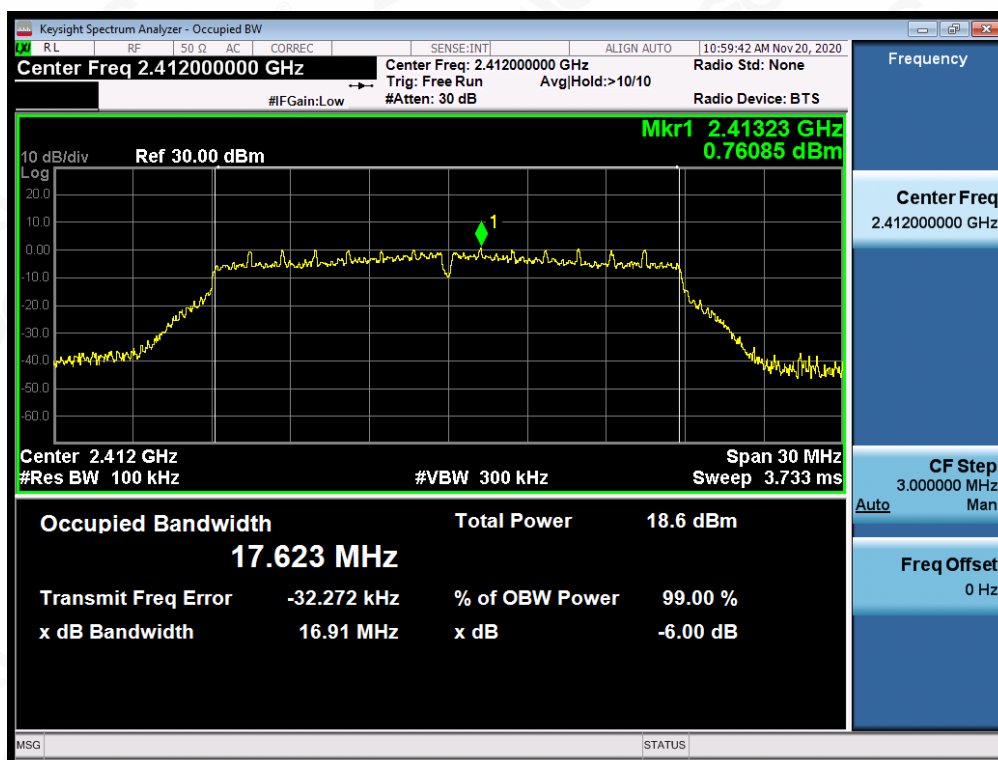 Keysight Spectrum Analyzer - Occupied BW
LXI RL RF 50 Ω AC CORREC SENSE:INT ALIGN AUTO 10:59:42 AM Nov 20, 2020
Center Freq 2.412000000 GHz
Center Freq: 2.412000000 GHz
Radio Std: None
Trig: Free Run Avg|Hold:>10/10
#IFGain:Low #Atten: 30 dB Radio Device: BTS
Mkr1 2.41323 GHz
0.76085 dBm
10 dB/div Ref 30.00 dBm
Log
20.0
10.0
1
0.00
-10.0
-20.0
-30.0
-40.0
-50.0
-60.0
Center 2.412 GHz Span 30 MHz
#Res BW 100 kHz #VBW 300 kHz Sweep 3.733 ms
Occupied Bandwidth Total Power 18.6 dBm
17.623 MHz
Transmit Freq Error -32.272 kHz % of OBW Power 99.00 %
x dB Bandwidth 16.91 MHz x dB -6.00 dB
MSG STATUS
Frequency
Center Freq
2.412000000 GHz
CF Step
3.000000 MHz
Auto Man
Freq Offset
0 Hz